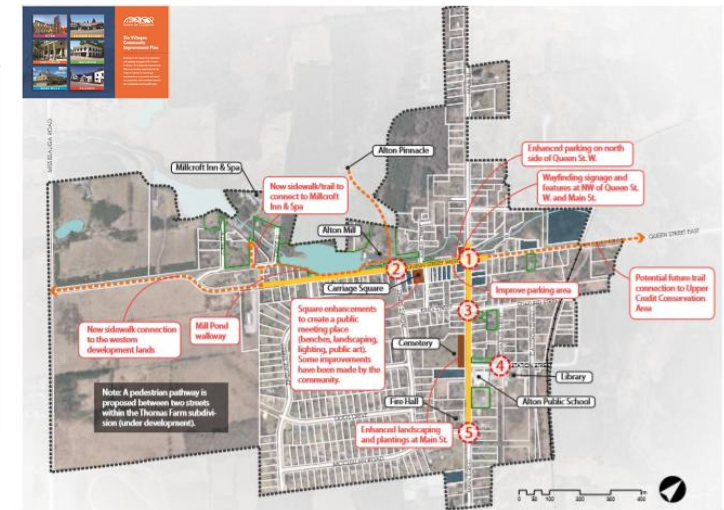 Six Villages
Community
Improvement Plan
MISSISSAUGA ROAD
Millcroft Inn & Spa
New sidewalk/trail to
connect to Millcroft
Inn & Spa
Alton Pinnacle
Alton Mill
Enhanced parking on north
side of Queen St. W.
Wayfinding signage and
features at NW of Queen St.
W. and Main St.
QUEEN STREET EAST
1
2
Carriage Square
Improve parking area
Potential future trail
connection to Upper
Credit Conservation
Area
New sidewalk connection
to the western
development lands
Mill Pond
walkway
Square enhancements
to create a public
meeting place
(benches, landscaping,
lighting, public art).
Some improvements
have been made by the
community.
3
Cemetery
4
Library
Note: A pedestrian pathway is
proposed between two streets
within the Thomas Farm subdivi-
sion (under development).
Fire Hall
Alton Public School
Enhanced landscaping
and plantings at Main St.
5